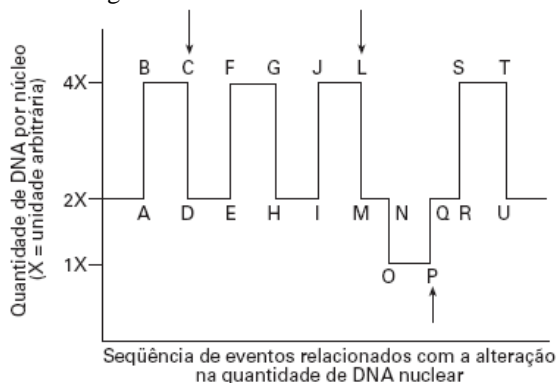 B C F G J L S T
4X
2X
A D E H I M N Q R U
1X
O P
Quantidade de DNA por núcleo
(X = unidade arbitrária)
Seqüência de eventos relacionados com a alteração
na quantidade de DNA nuclear